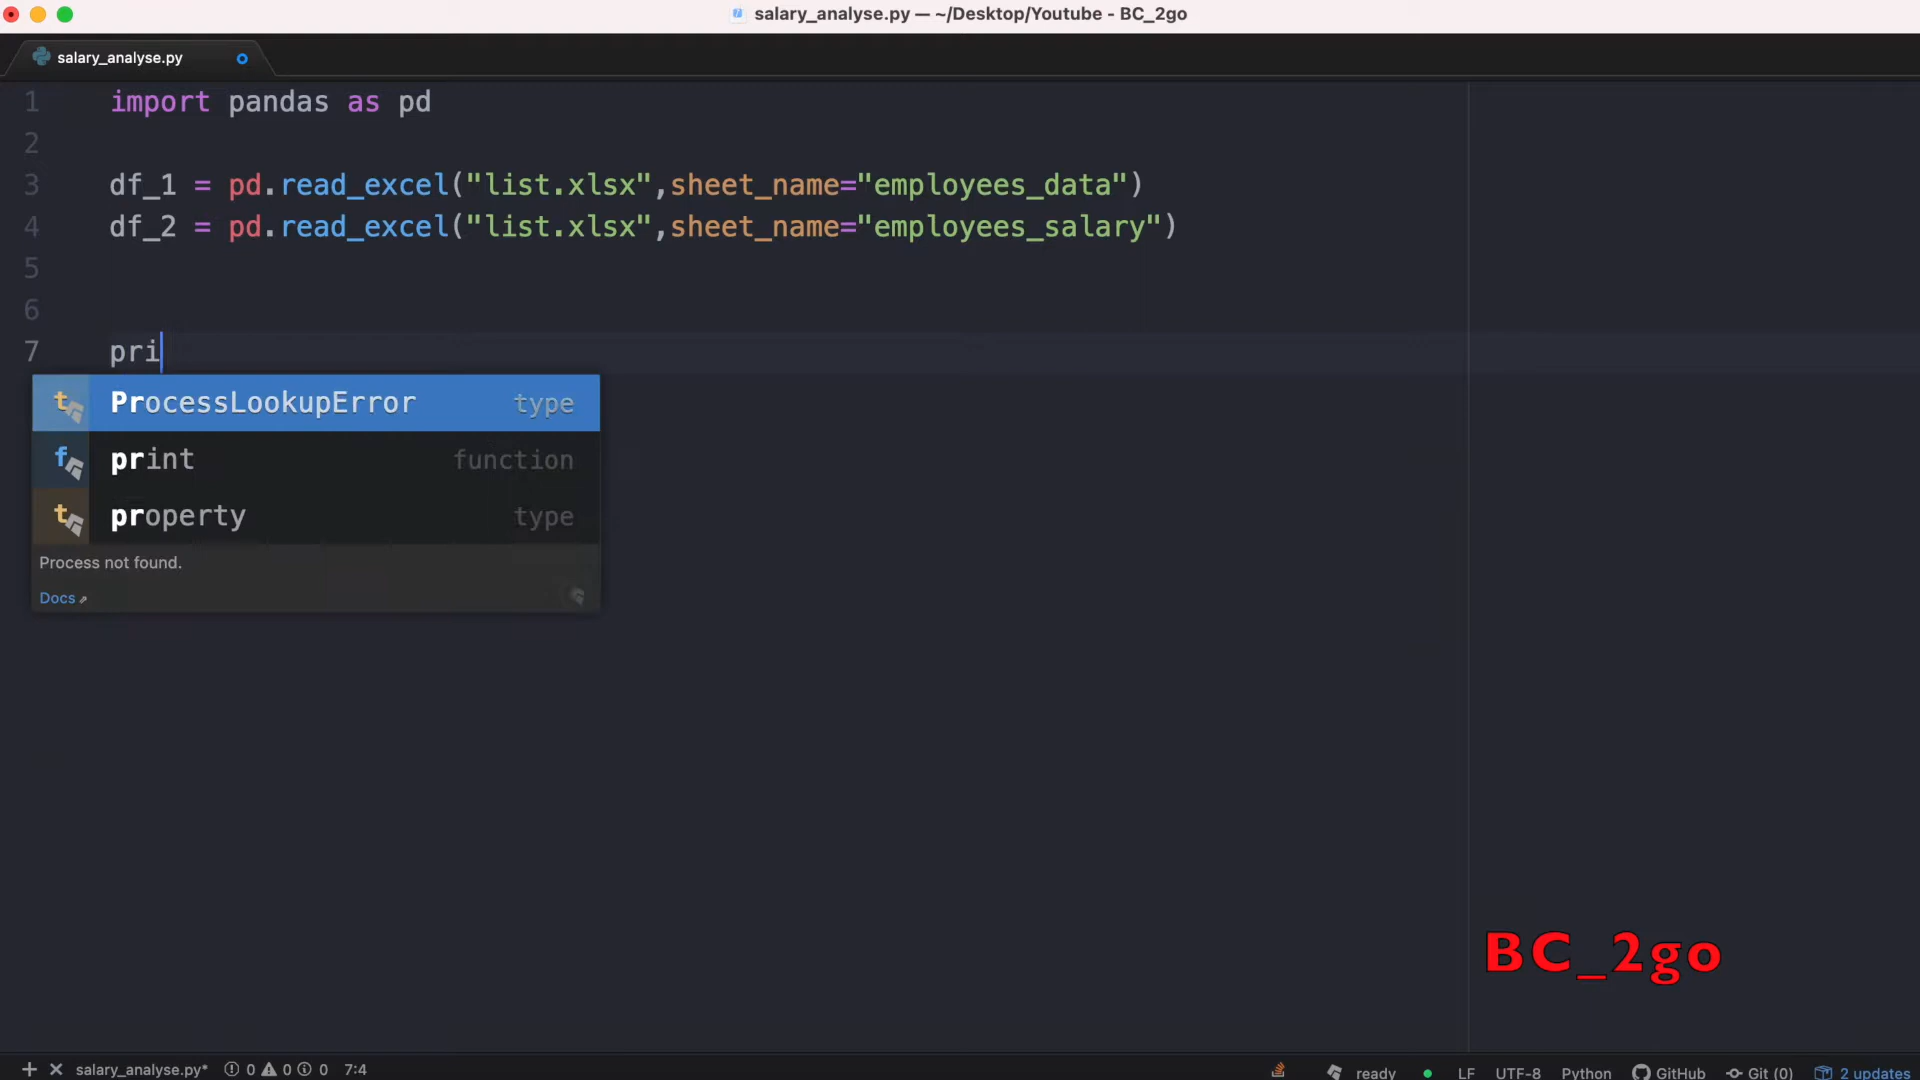 salary_analyse.py — ~/Desktop/Youtube - BC_2go
salary_analyse.py
1 import pandas as pd
2
3 df_1 = pd.read_excel("list.xlsx",sheet_name="employees_data")
4 df_2 = pd.read_excel("list.xlsx",sheet_name="employees_salary")
5
6
7 pri
t ProcessLookupError type
f print function
t property type
Process not found.
Docs
BC_2go
salary_analyse.py* 0 0 0 7:4 ready LF UTF-8 Python GitHub Git (0) 2 updates